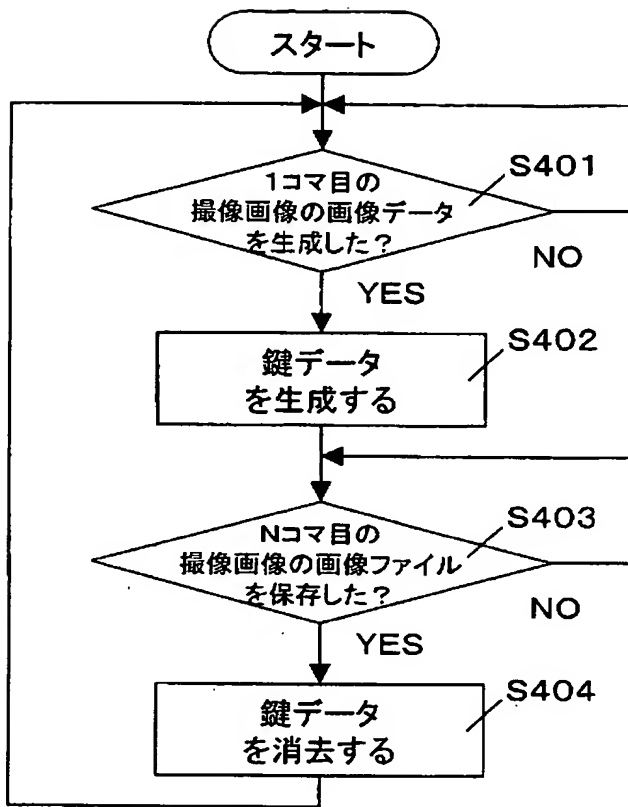 スタート
1コマ目の
撮像画像の画像データ
を生成した?
S401
NO
YES
S402
鍵データ
を生成する
Nコマ目の
撮像画像の画像ファイル
を保存した?
S403
NO
YES
S404
鍵データ
を消去する